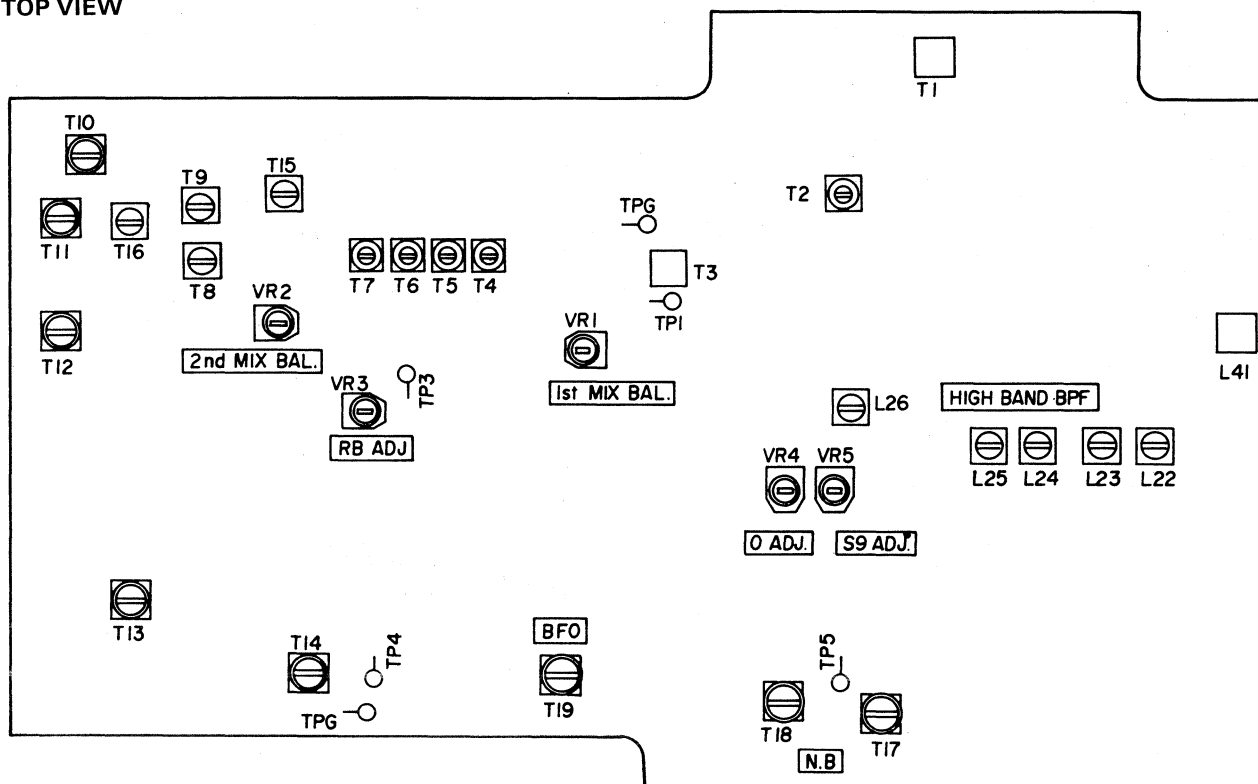 TOP VIEW
T1
T10
T9
T15
T2
TPG
T11
T16
T8
T7 T6 T5 T4
T3
TP1
VR2
VR1
T12
2nd MIX BAL.
L41
VR3
TP3
1st MIX BAL.
HIGH BAND BPF
L26
RB ADJ
VR4 VR5
L25 L24 L23 L22
0 ADJ. S9 ADJ.
T13
BFO
T14
TP4
TP5
T19
TPG
T18
T17
N.B